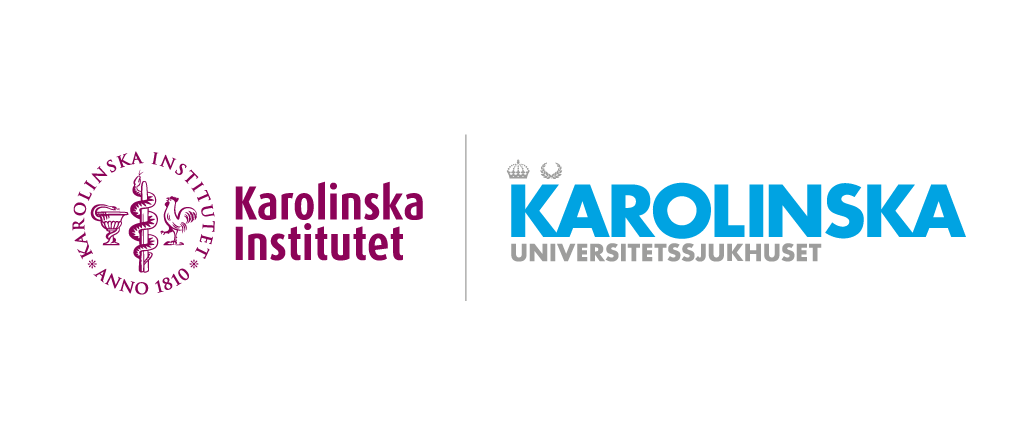 KAROLINSKA INSTITUTET
ANNO 1810
Karolinska
Institutet
KAROLINSKA
UNIVERSITETSSJUKHUSET